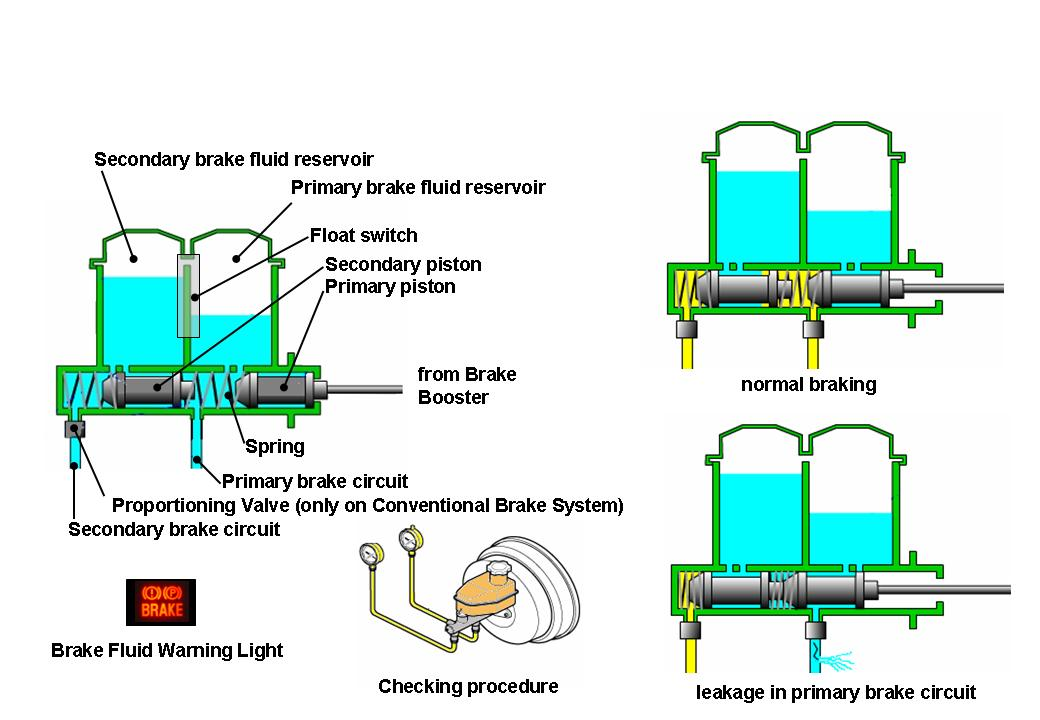 Secondary brake fluid reservoir
Primary brake fluid reservoir
Float switch
Secondary piston
Primary piston
from Brake
Booster
Spring
Primary brake circuit
Proportioning Valve (only on Conventional Brake System)
Secondary brake circuit
BRAKE
Brake Fluid Warning Light
Checking procedure
normal braking
leakage in primary brake circuit